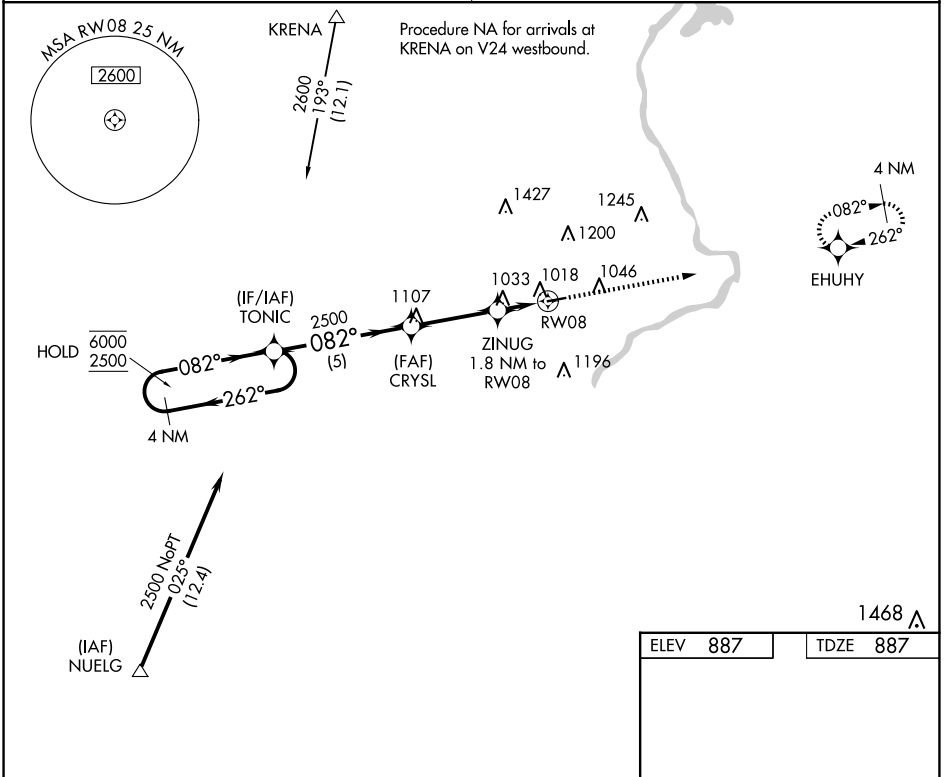 MSA RW08 25 NM
2600
KRENA
2600
193°
(12.1)
Procedure NA for arrivals at
KRENA on V24 westbound.
1427
1245
1200
4 NM
082°
262°
EHUHY
1033
1018
1046
1107
(IF/IAF)
TONIC
2500
082°
(5)
RW08
HOLD
6000
2500
082°
262°
4 NM
(FAF)
CRYSL
ZINUG
1.8 NM to
RW08
1196
2500 NoPT
025°
(12.4)
(IAF)
NUELG
1468
ELEV 887
TDZE 887